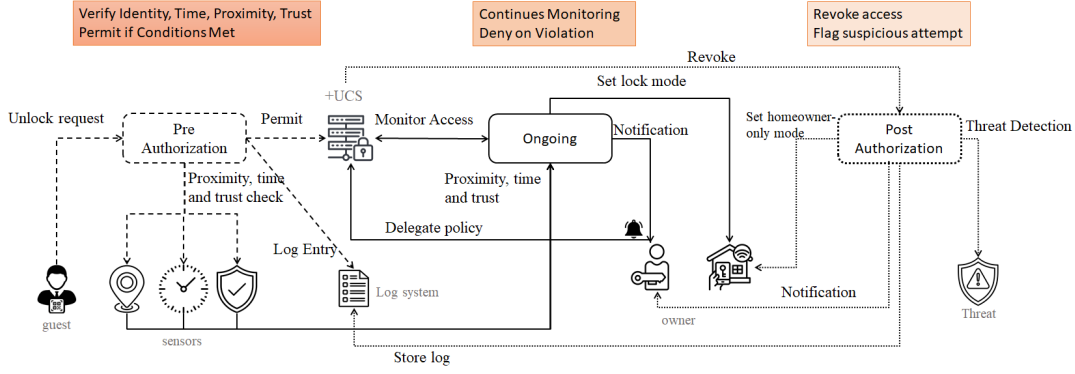 Verify Identity, Time, Proximity, Trust
Permit if Conditions Met
Continues Monitoring
Deny on Violation
Revoke access
Flag suspicious attempt
Revoke
Set lock mode
+UCS
Unlock request
Pre
Authorization
Permit
Monitor Access
Ongoing
Notification
Set homeowner-
only mode
Post
Authorization
Threat Detection
Proximity, time
and trust check
Proximity, time
and trust
Delegate policy
Log Entry
Log system
Notification
guest
sensors
owner
Threat
Store log